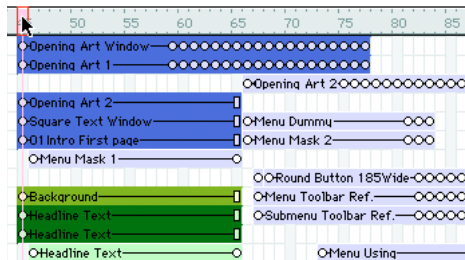 50 55 60 65 70 75 80 85
Opening Art Window
Opening Art 1
Opening Art 2
Opening Art 2
Square Text Window Menu Dummy
01 Intro First page Menu Mask 2
Menu Mask 1
Round Button 185Wide
Background Menu Toolbar Ref.
Headline Text Submenu Toolbar Ref.
Headline Text
Headline Text Menu Using